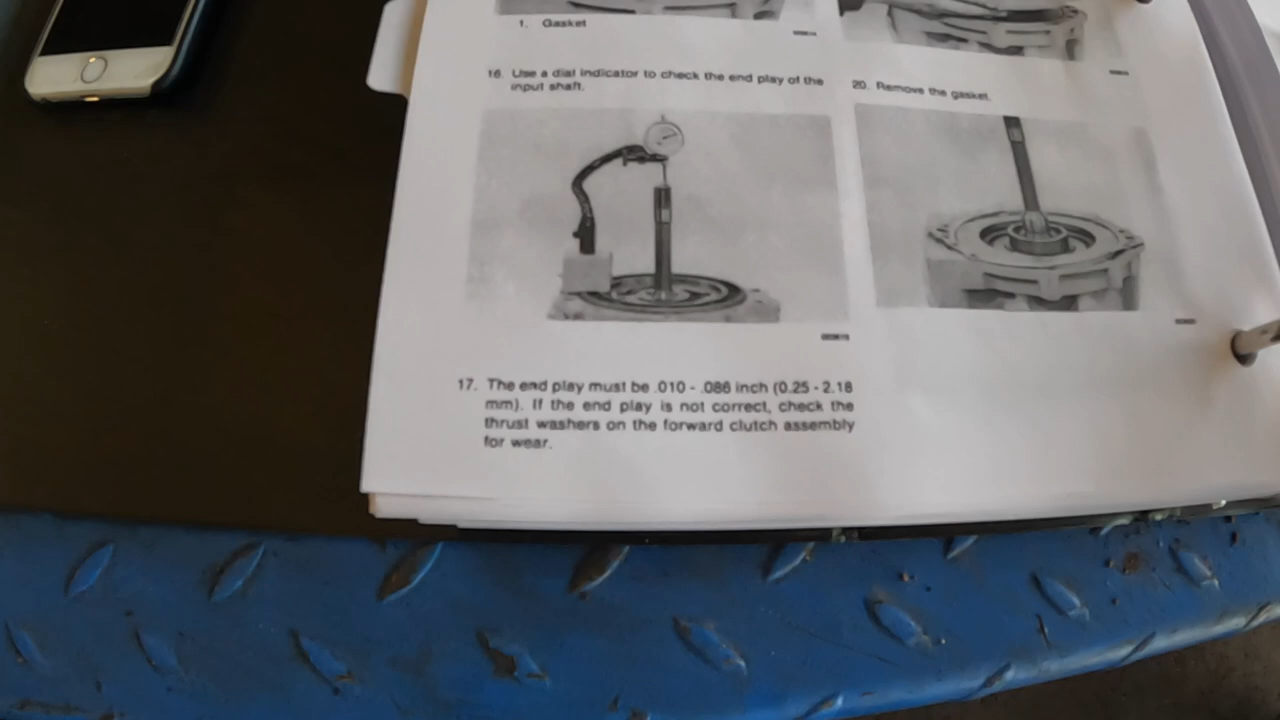 1. Gasket
16. Use a dial indicator to check the end play of the
input shaft.
17. The end play must be .010 - .086 inch (0.25 - 2.18
mm). If the end play is not correct, check the
thrust washers on the forward clutch assembly
for wear.
20. Remove the gasket.